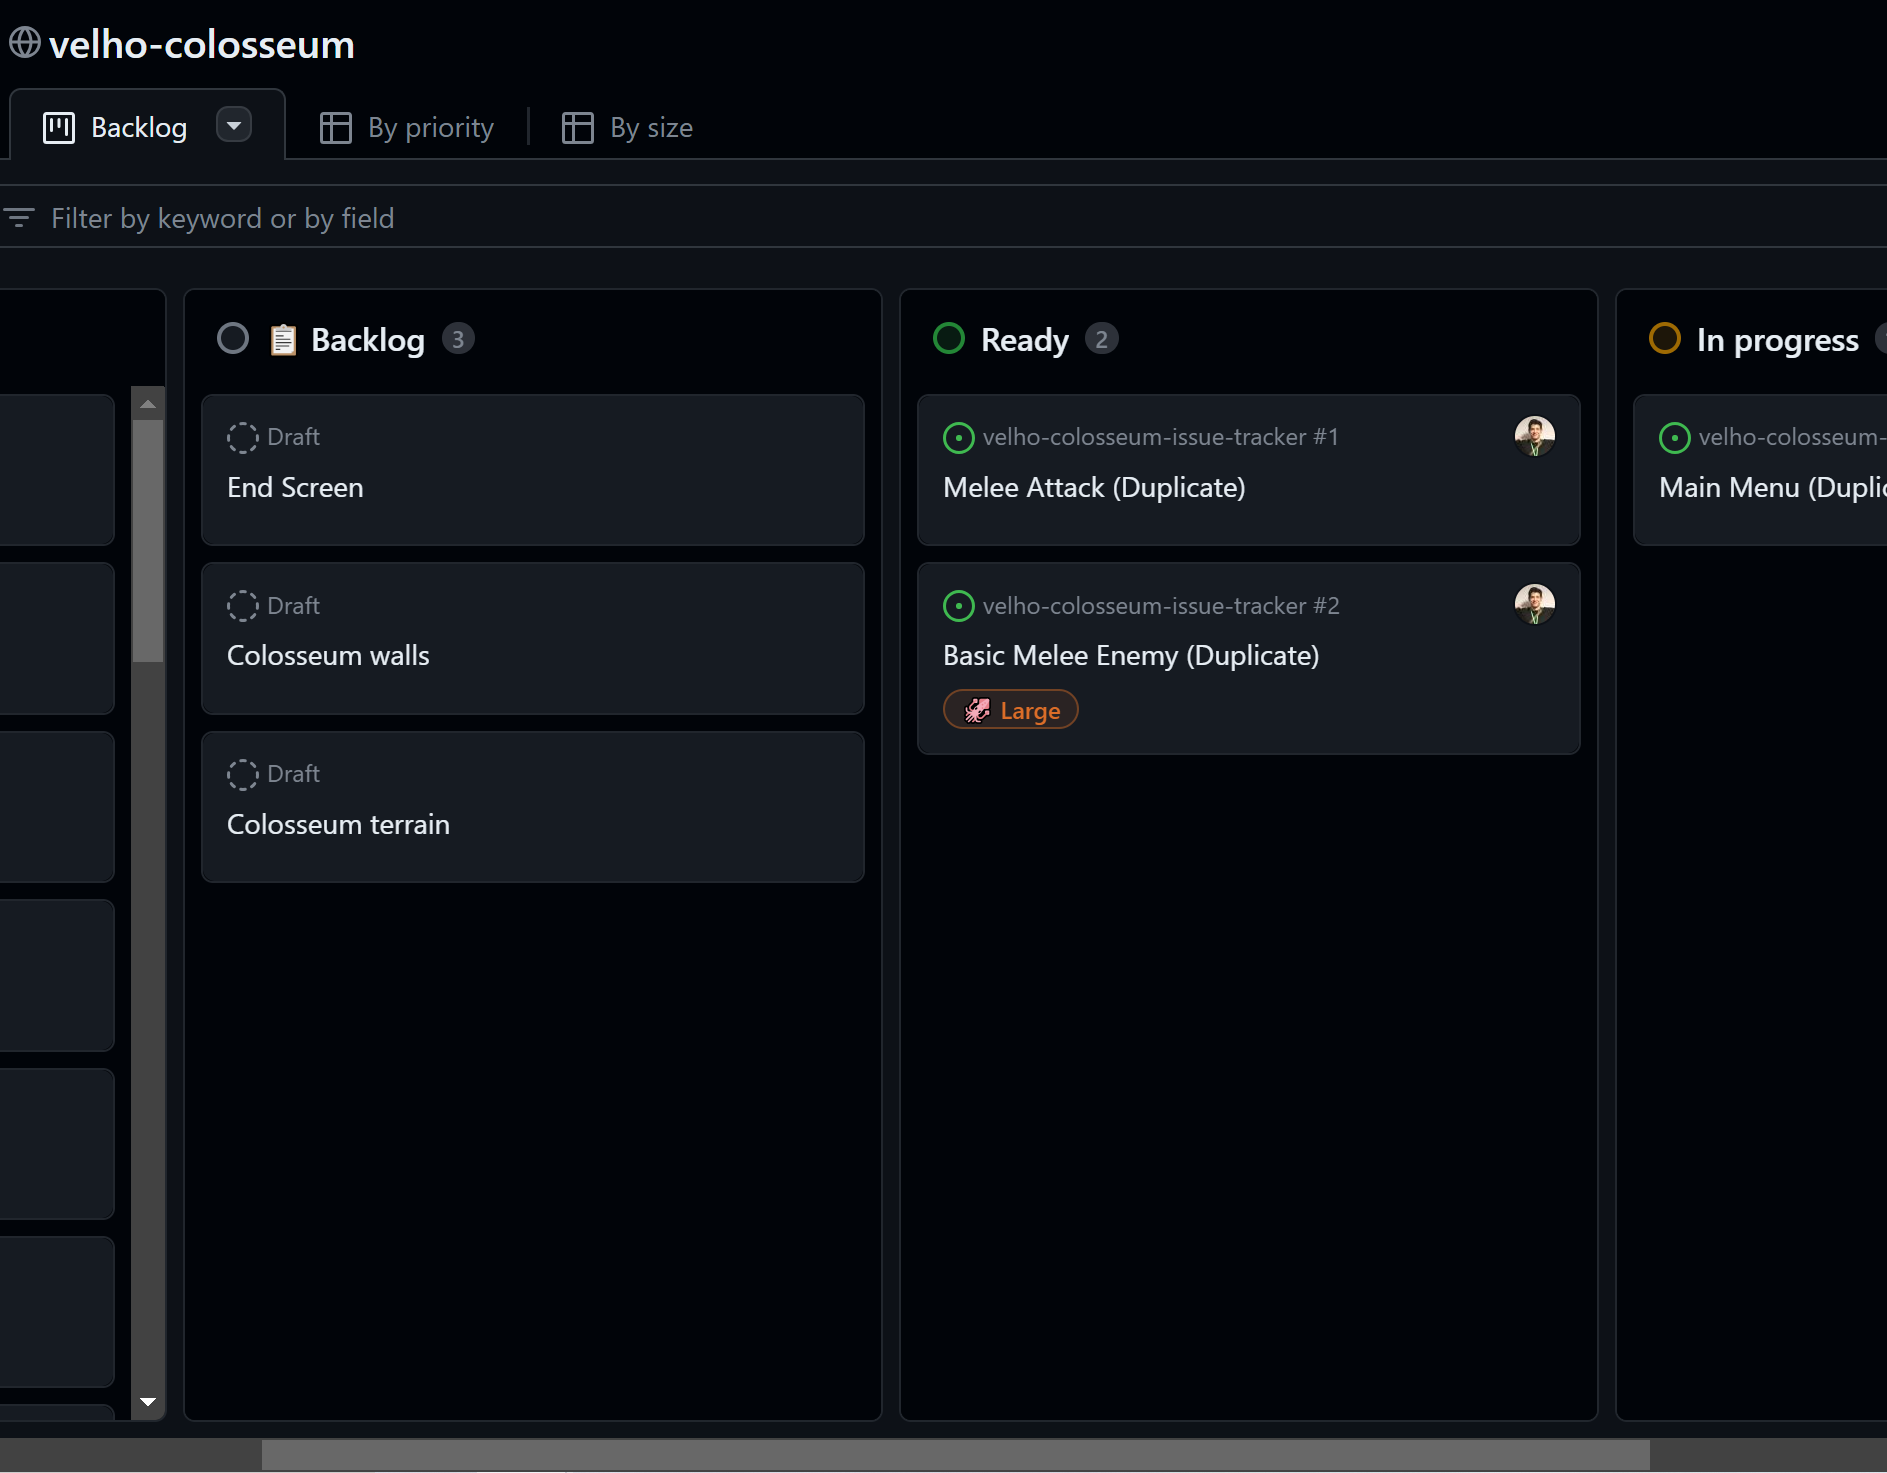 velho-colosseum
Backlog
By priority
By size
Filter by keyword or by field
Backlog 3
Draft
End Screen
Draft
Colosseum walls
Draft
Colosseum terrain
Ready 2
velho-colosseum-issue-tracker #1
Melee Attack (Duplicate)
velho-colosseum-issue-tracker #2
Basic Melee Enemy (Duplicate)
Large
In progress
velho-colosseum-
Main Menu